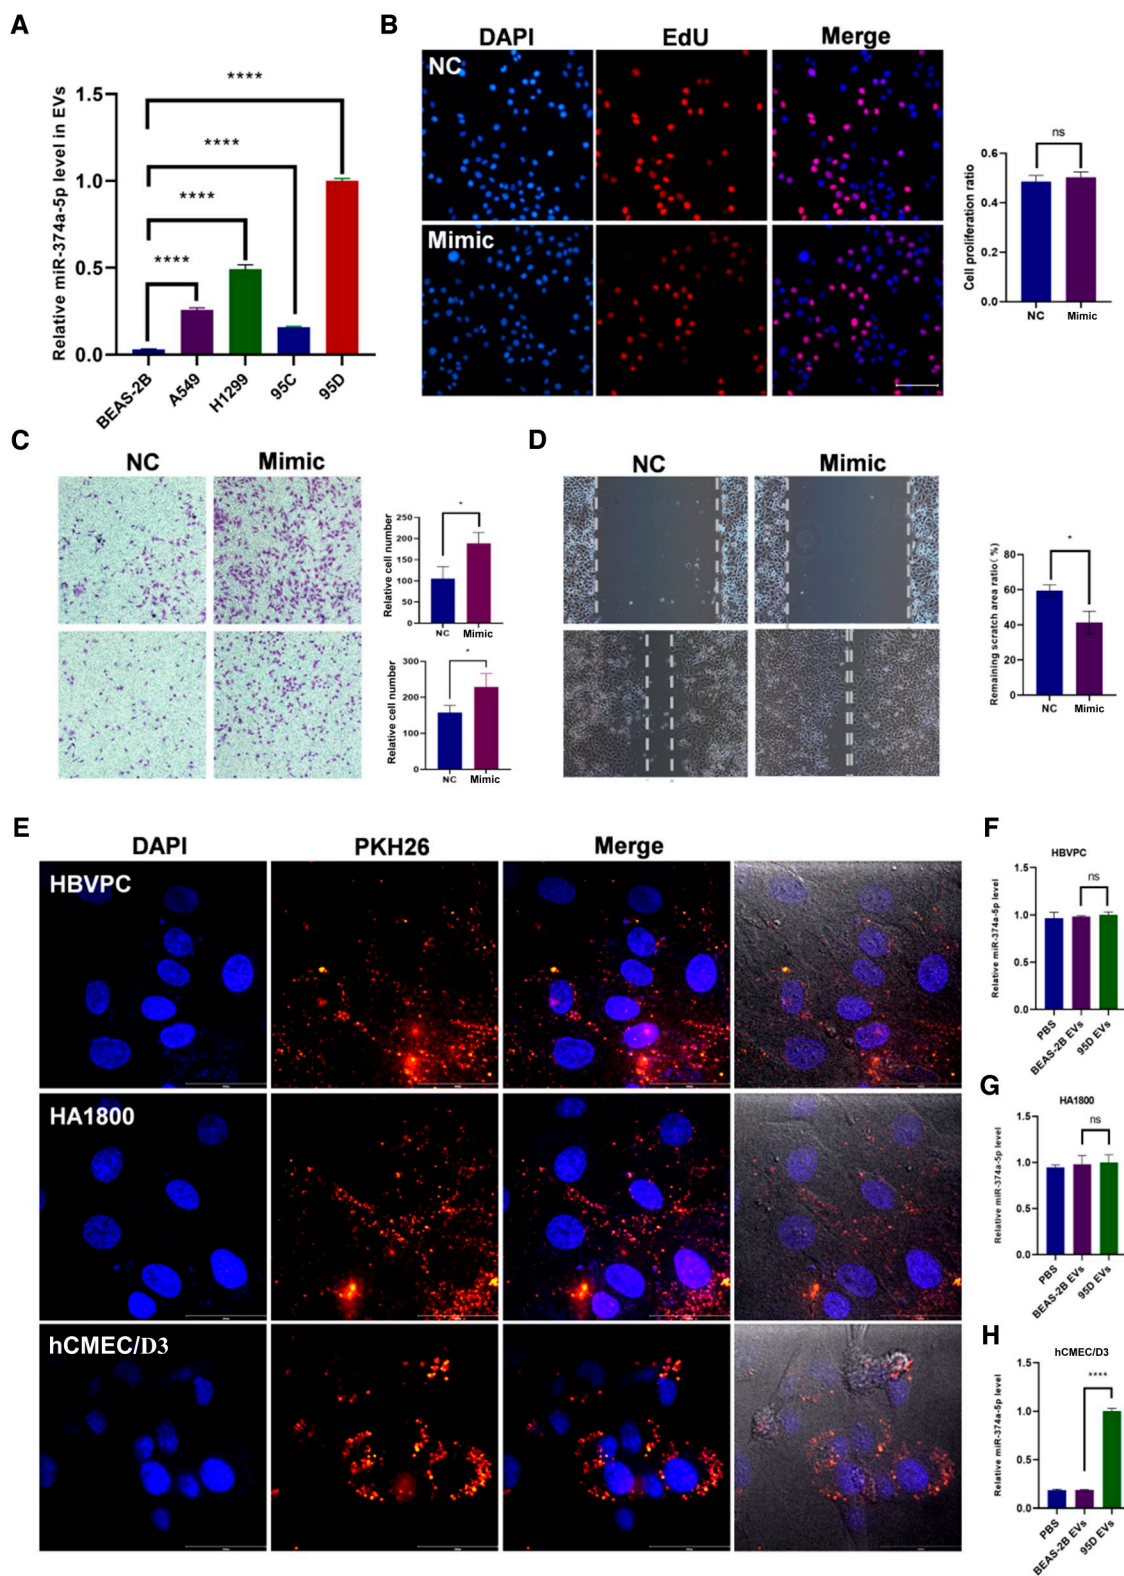 A
Relative miR-374a-5p level in EVs
1.5
1.0
0.5
0.0
****
****
****
****
BEAS-2B
A549
H1299
95C
95D
B
DAPI
EdU
Merge
NC
Mimic
Cell proliferation ratio
0.6
0.4
0.2
0.0
ns
NC
Mimic
C
NC
Mimic
Relative cell number
250
200
150
100
50
0
*
NC
Mimic
Relative cell number
300
200
100
0
*
NC
Mimic
D
NC
Mimic
Remaining scratch area ratio(%)
80
60
40
20
0
*
NC
Mimic
E
DAPI
PKH26
Merge
HBVPC
HA1800
hCMEC/D3
F
HBVPC
Relative miR-374a-5p level
1.5
1.0
0.5
0.0
ns
PBS
BEAS-2B EVs
95D EVs
G
HA1800
Relative miR-374a-5p level
1.5
1.0
0.5
0.0
ns
PBS
BEAS-2B EVs
95D EVs
H
hCMEC/D3
Relative miR-374a-5p level
1.5
1.0
0.5
0.0
****
PBS
BEAS-2B EVs
95D EVs